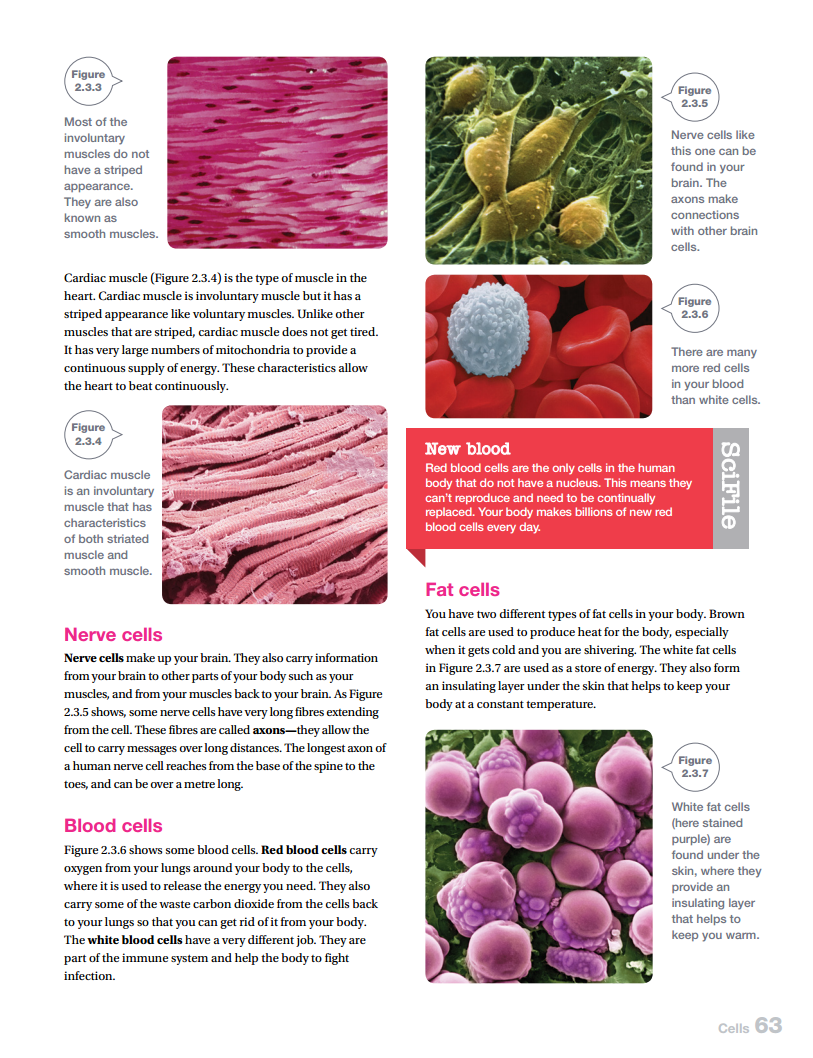 Figure
2.3.3
Most of the
involuntary
muscles do not
have a striped
appearance.
They are also
known as
smooth muscles.
Cardiac muscle (Figure 2.3.4) is the type of muscle in the
heart. Cardiac muscle is involuntary muscle but it has a
striped appearance like voluntary muscles. Unlike other
muscles that are striped, cardiac muscle does not get tired.
It has very large numbers of mitochondria to provide a
continuous supply of energy. These characteristics allow
the heart to beat continuously.
Figure
2.3.4
Cardiac muscle
is an involuntary
muscle that has
characteristics
of both striated
muscle and
smooth muscle.
Nerve cells
Nerve cells make up your brain. They also carry information
from your brain to other parts of your body such as your
muscles, and from your muscles back to your brain. As Figure
2.3.5 shows, some nerve cells have very long fibres extending
from the cell. These fibres are called axons—they allow the
cell to carry messages over long distances. The longest axon of
a human nerve cell reaches from the base of the spine to the
toes, and can be over a metre long.
Blood cells
Figure 2.3.6 shows some blood cells. Red blood cells carry
oxygen from your lungs around your body to the cells,
where it is used to release the energy you need. They also
carry some of the waste carbon dioxide from the cells back
to your lungs so that you can get rid of it from your body.
The white blood cells have a very different job. They are
part of the immune system and help the body to fight
infection.
Figure
2.3.5
Nerve cells like
this one can be
found in your
brain. The
axons make
connections
with other brain
cells.
Figure
2.3.6
There are many
more red cells
in your blood
than white cells.
New blood
Red blood cells are the only cells in the human
body that do not have a nucleus. This means they
can't reproduce and need to be continually
replaced. Your body makes billions of new red
blood cells every day.
SciFile
Fat cells
You have two different types of fat cells in your body. Brown
fat cells are used to produce heat for the body, especially
when it gets cold and you are shivering. The white fat cells
in Figure 2.3.7 are used as a store of energy. They also form
an insulating layer under the skin that helps to keep your
body at a constant temperature.
Figure
2.3.7
White fat cells
(here stained
purple) are
found under the
skin, where they
provide an
insulating layer
that helps to
keep you warm.
Cells 63